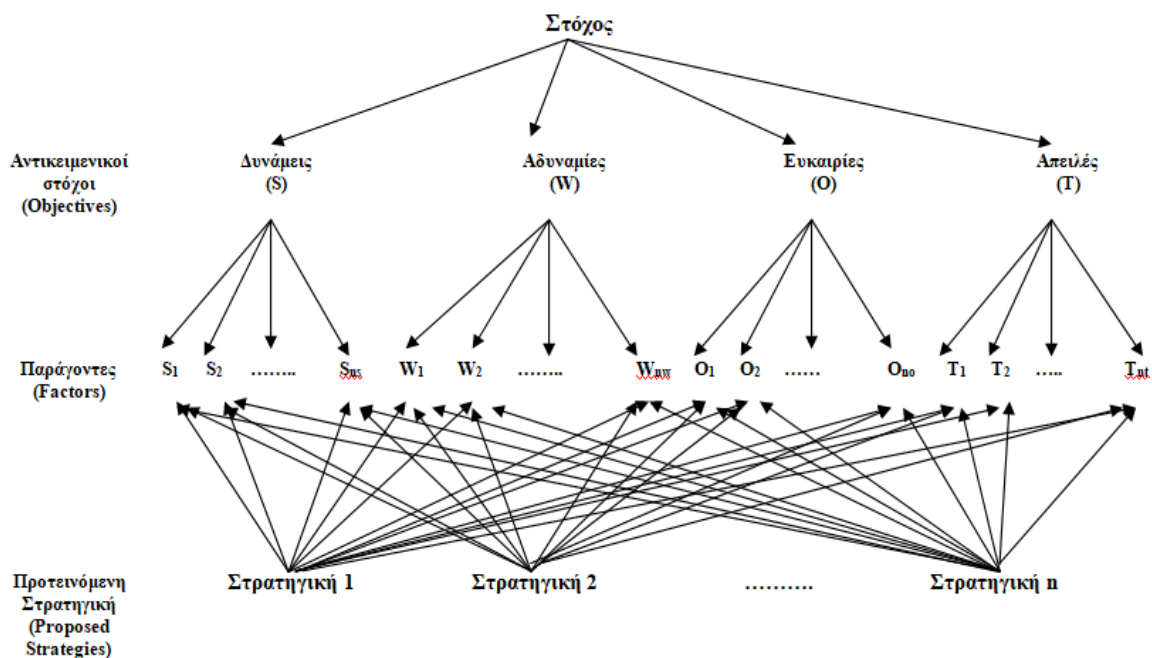 Στόχος
Αντικειμενικοί
στόχοι
(Objectives)
Δυνάμεις
(S)
Αδυναμίες
(W)
Ευκαιρίες
(O)
Απειλές
(T)
Παράγοντες
(Factors)
S1 S2 …….. Sns W1 W2 …….. Wnw O1 O2 …… Ono T1 T2 ….. Tnt
Προτεινόμενη
Στρατηγική
(Proposed
Strategies)
Στρατηγική 1 Στρατηγική 2 ………. Στρατηγική n